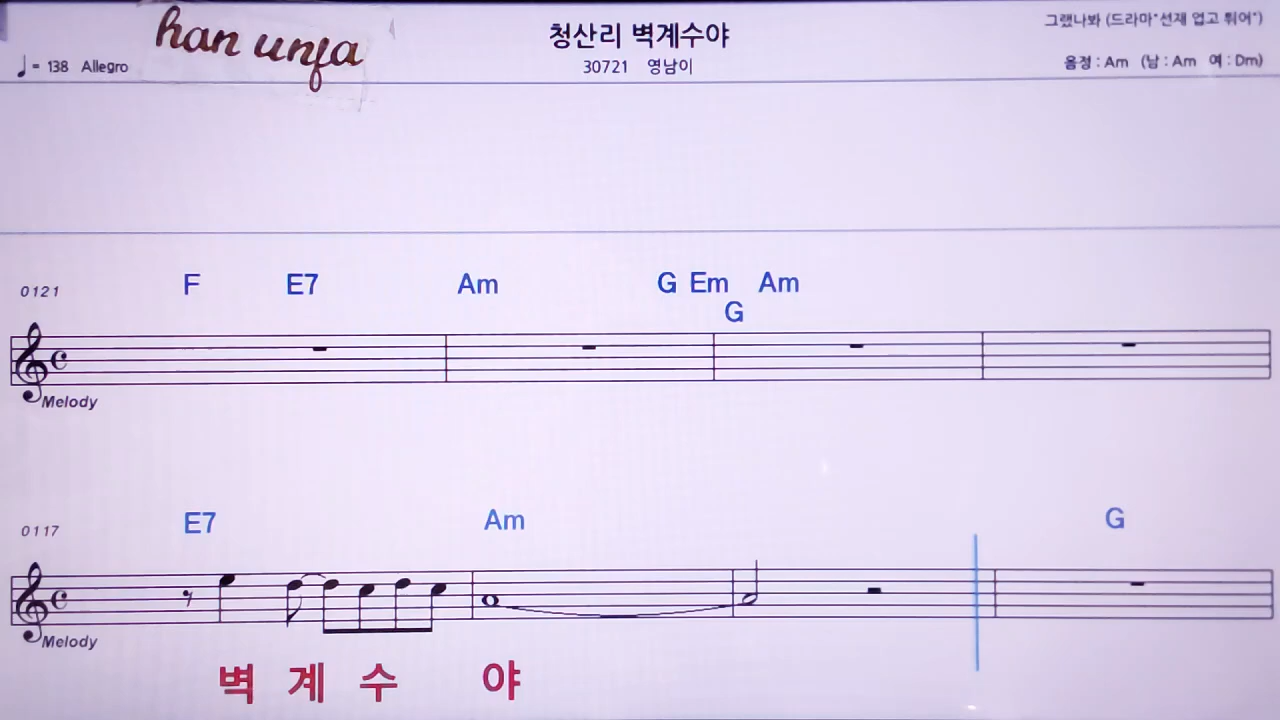 han unfa
청산리 벽계수야
그랬나봐 (드라마"선재 업고 튀어")
♩= 138 Allegro
30721 영남이
음정 : Am (남 : Am 여 : Dm)
0121 F E7 Am G Em Am
G
Melody
0117 E7 Am G
Melody
벽 계 수 야